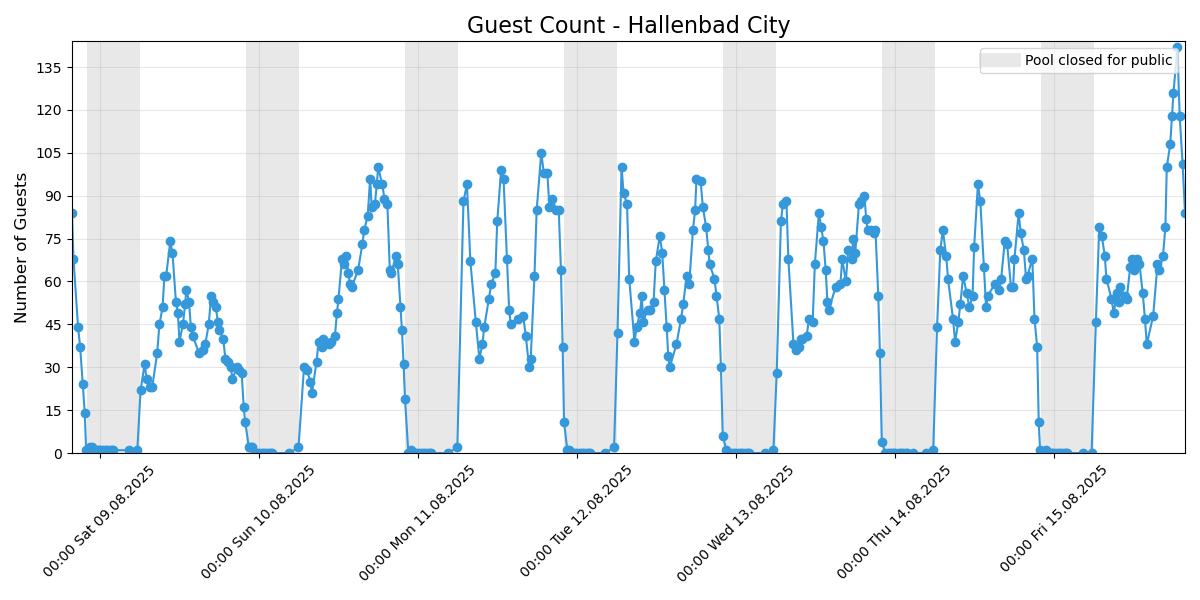 Guest Count - Hallenbad City
Pool closed for public
Number of Guests
135
120
105
90
75
60
45
30
15
0
00:00 Sat 09.08.2025
00:00 Sun 10.08.2025
00:00 Mon 11.08.2025
00:00 Tue 12.08.2025
00:00 Wed 13.08.2025
00:00 Thu 14.08.2025
00:00 Fri 15.08.2025